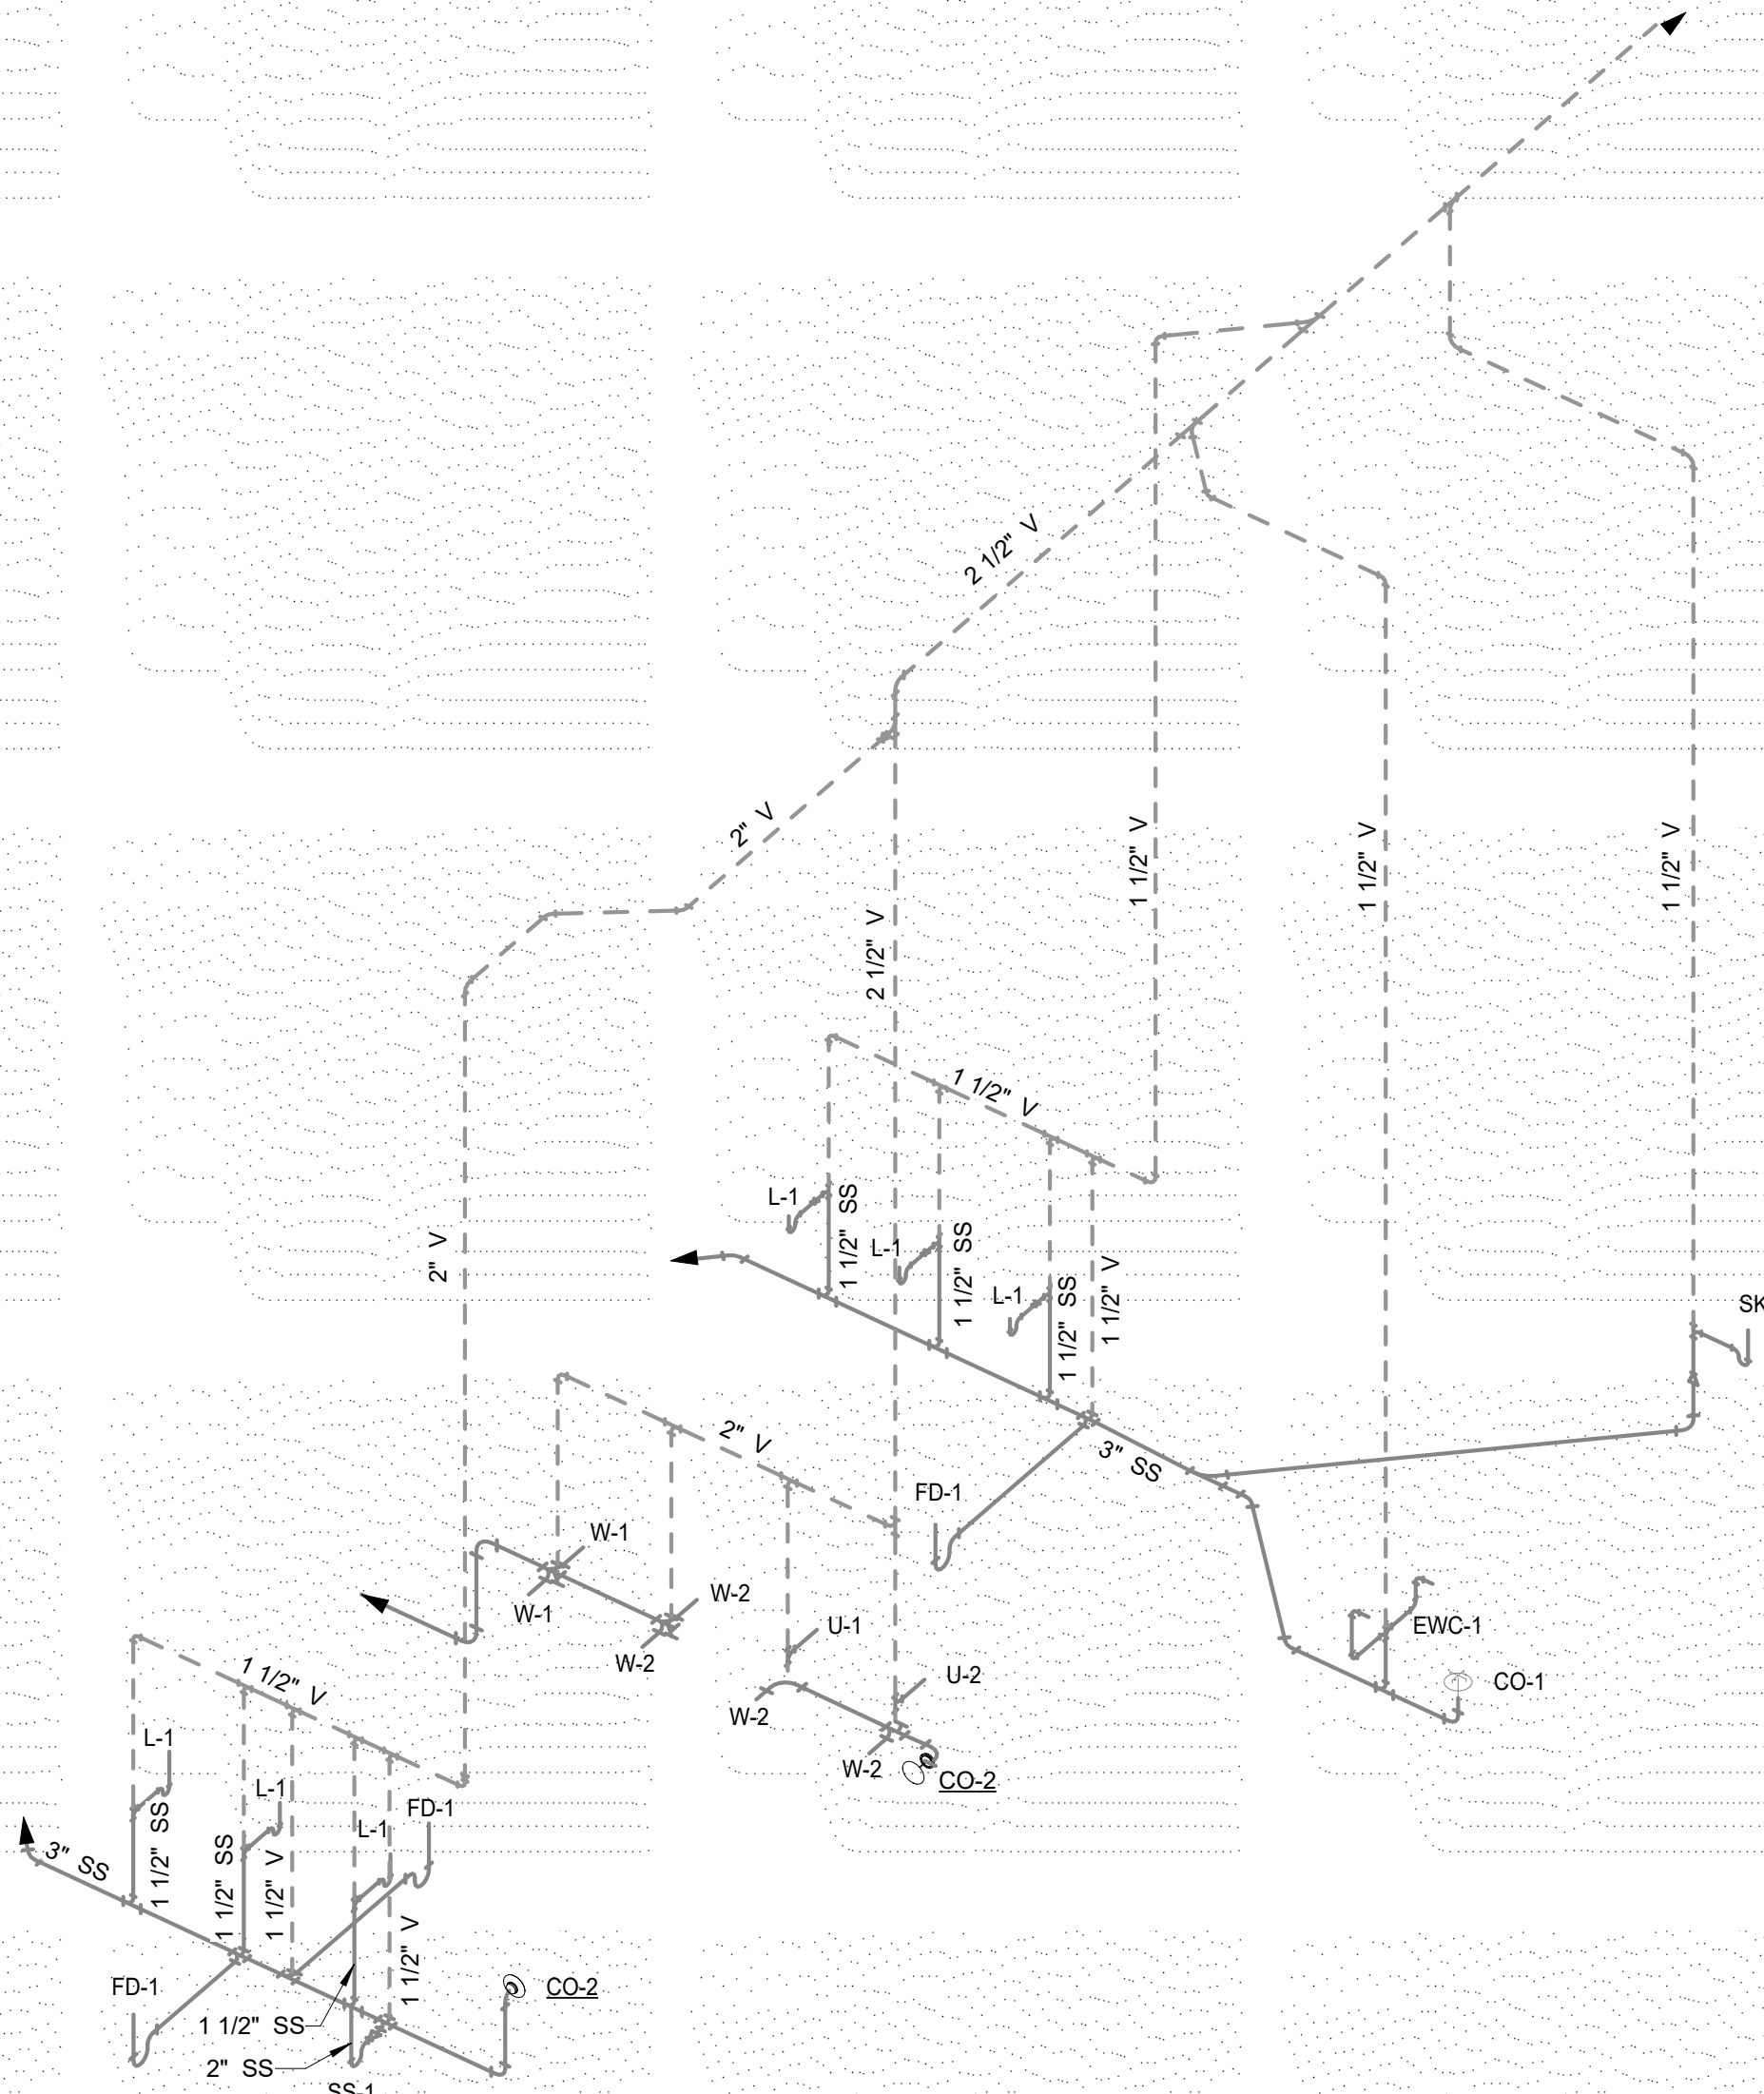 2 1/2" V
2" V
1 1/2" V
1 1/2" V
1 1/2" V
2 1/2" V
1 1/2" V
L-1
1 1/2" SS
L-1
1 1/2" SS
2" V
L-1
1 1/2" SS
1 1/2" V
SK
2" V
3" SS
FD-1
W-1
W-1
W-2
W-2
U-1
EWC-1
1 1/2" V
U-2
CO-1
W-2
L-1
W-2
CO-2
L-1
FD-1
L-1
3" SS
1 1/2" SS
1 1/2" SS
1 1/2" V
1 1/2" V
FD-1
CO-2
1 1/2" SS
2" SS
SS-1